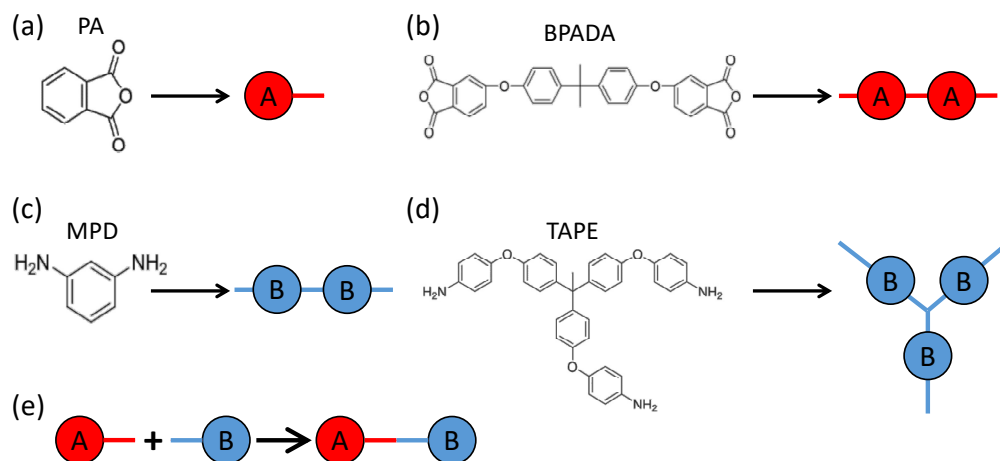 (a) PA
O
O
O
A
(b) BPADA
O
O
O
O
O
O
O
O
A A
(c) MPD
H₂N NH₂
B B
(d) TAPE
O O
H₂N NH₂
O
NH₂
B B
B
(e)
A + B A B